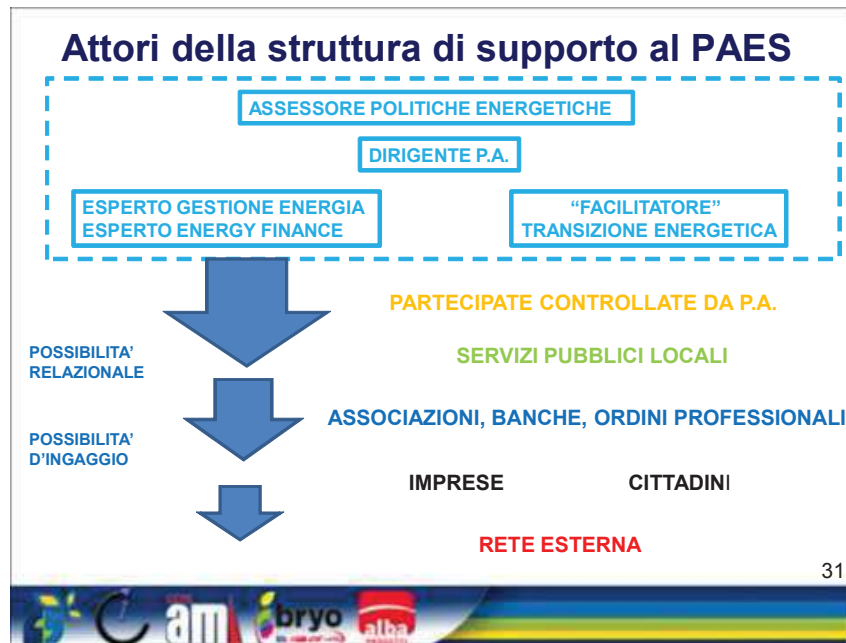 Attori della struttura di supporto al PAES
ASSESSORE POLITICHE ENERGETICHE
DIRIGENTE P.A.
ESPERTO GESTIONE ENERGIA
ESPERTO ENERGY FINANCE
“FACILITATORE”
TRANSIZIONE ENERGETICA
PARTECIPATE CONTROLLATE DA P.A.
POSSIBILITA’
RELAZIONALE
SERVIZI PUBBLICI LOCALI
ASSOCIAZIONI, BANCHE, ORDINI PROFESSIONALI
POSSIBILITA’
D’INGAGGIO
IMPRESE
CITTADINI
RETE ESTERNA
31
am
bryo
alba